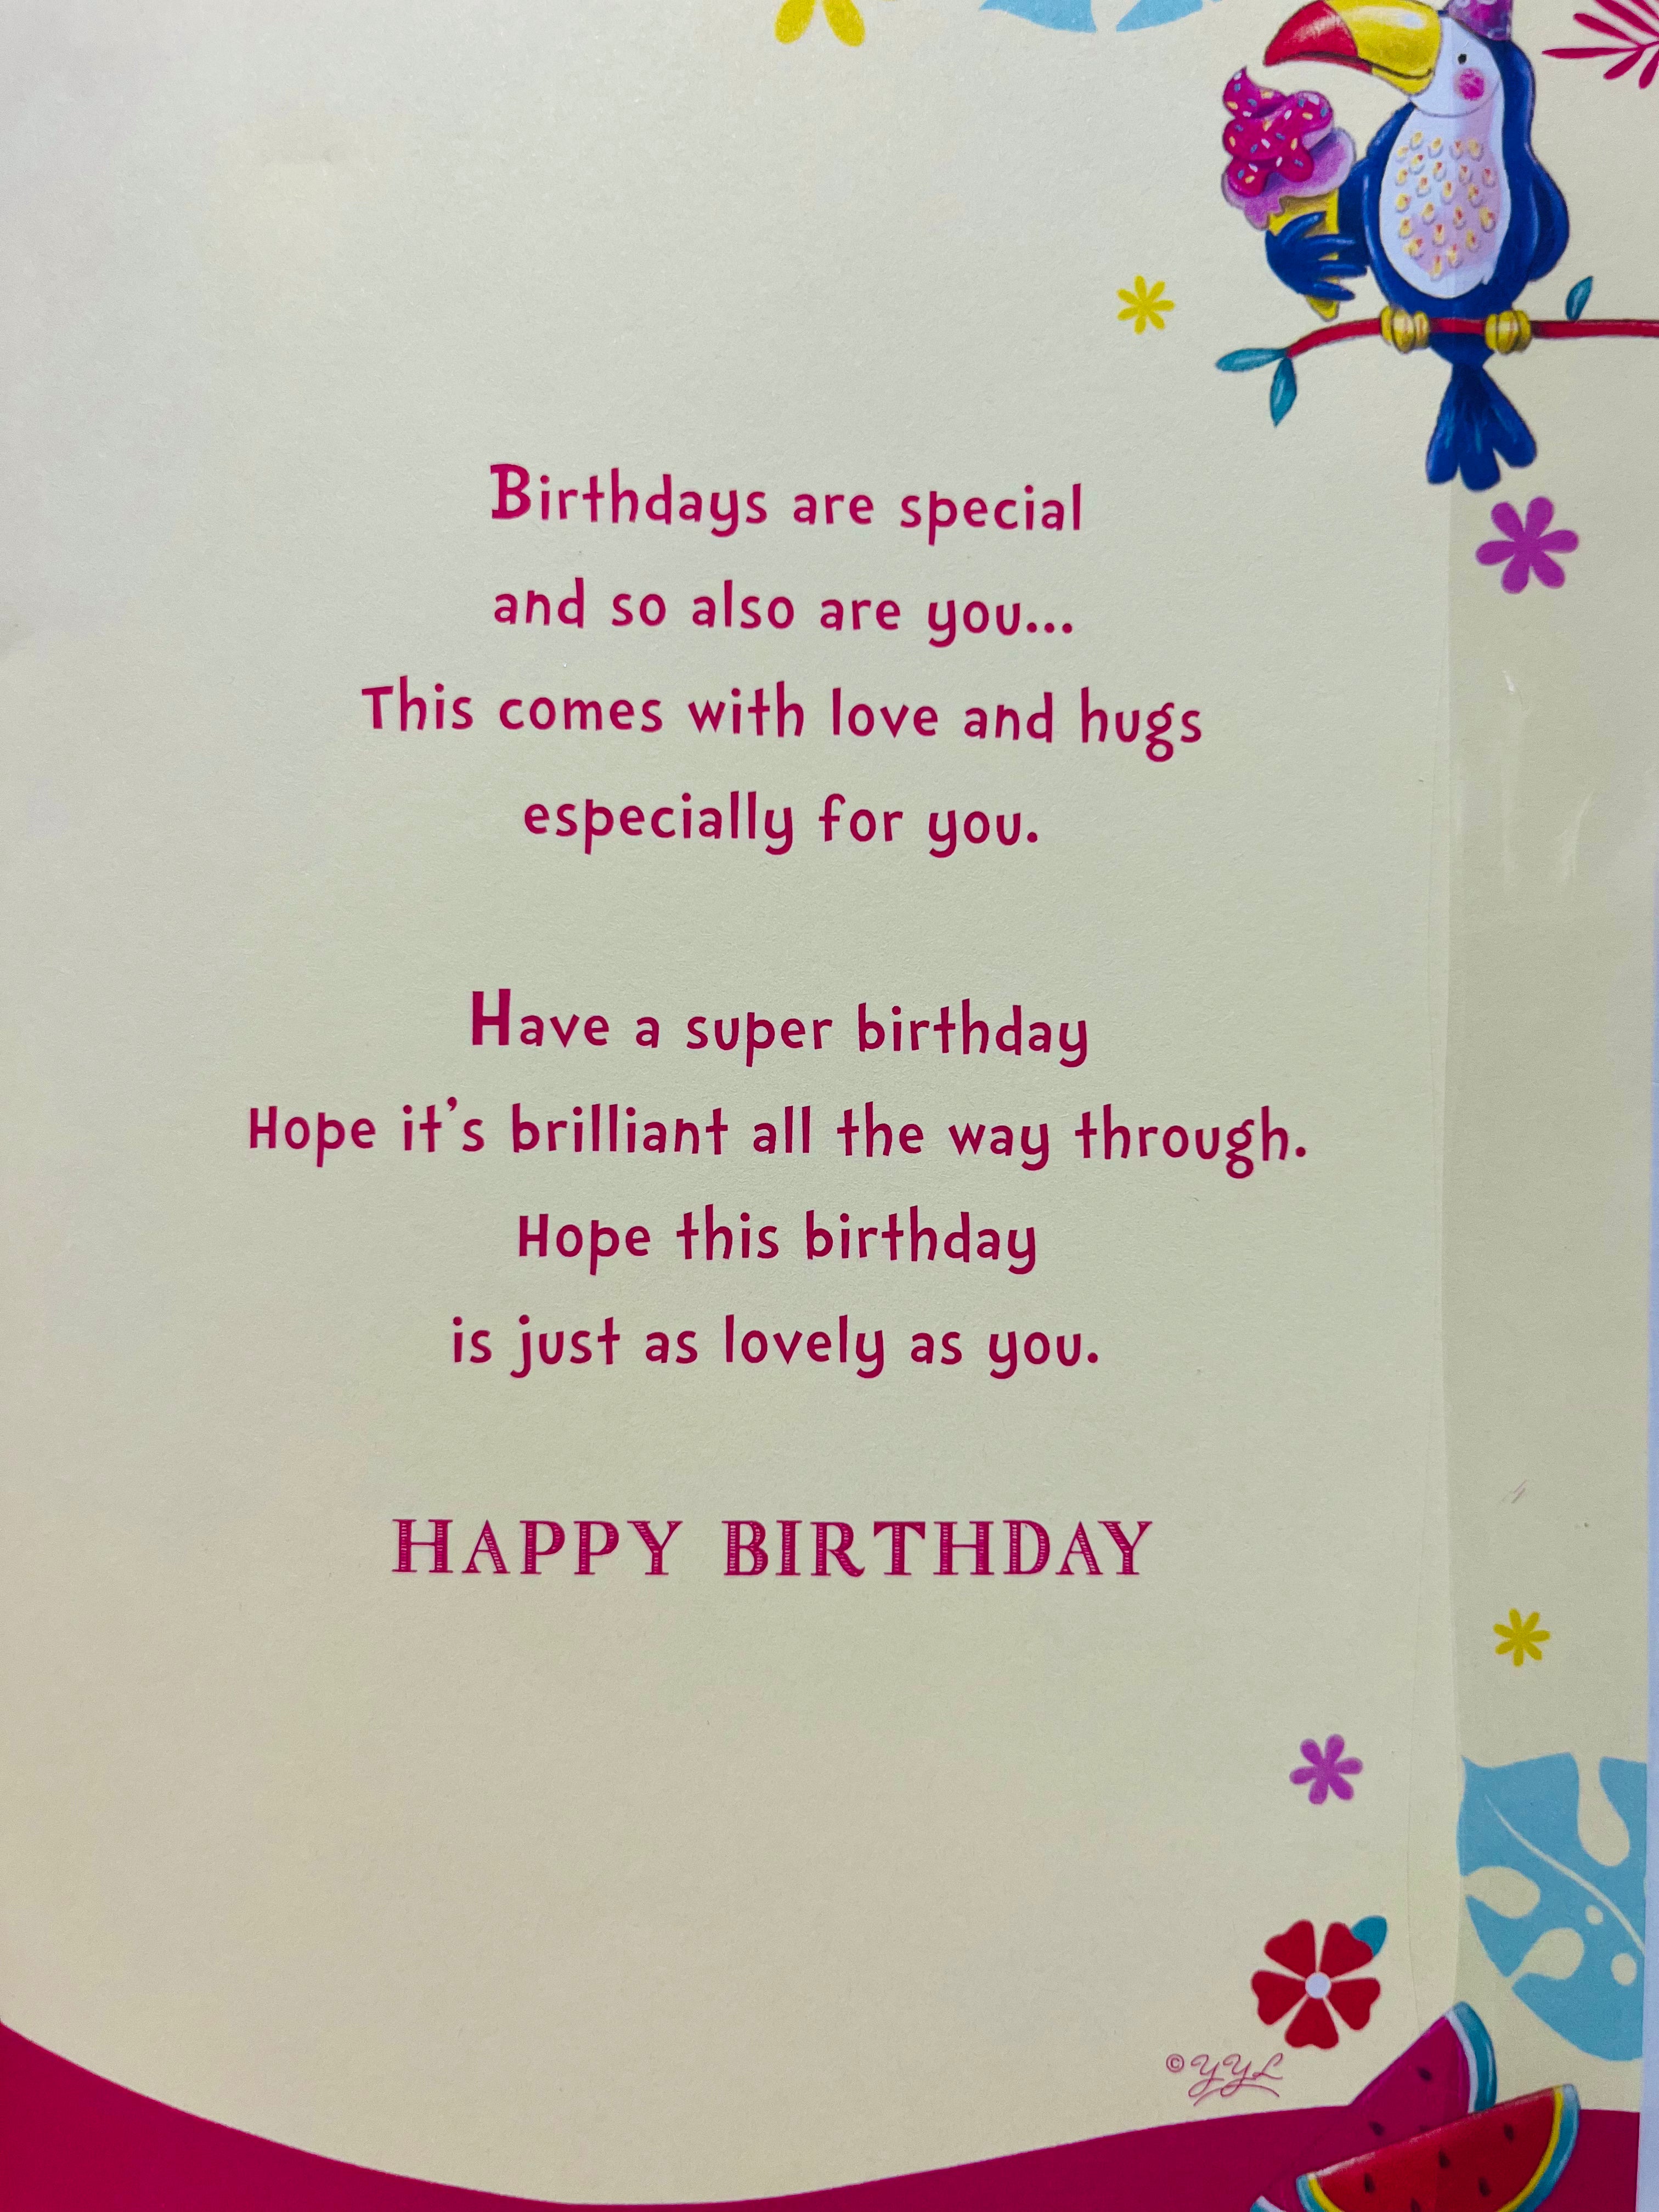 Birthdays are special
and so also are you...
This comes with love and hugs
especially for you.
Have a super birthday
Hope it's brilliant all the way through.
Hope this birthday
is just as lovely as you.
HAPPY BIRTHDAY
©YYL